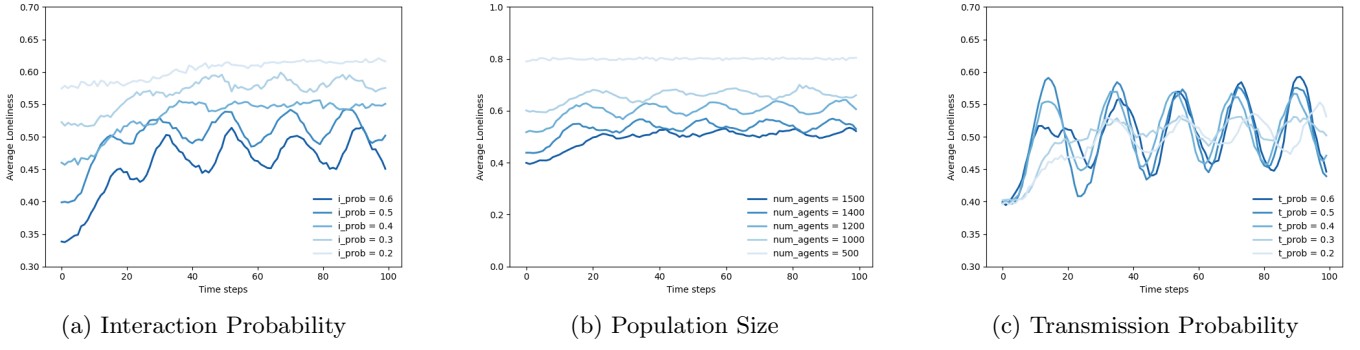 0.70
0.65
0.60
0.55
0.50
0.45
0.40
0.35
0.30
Average Loneliness
0 20 40 60 80 100
Time steps
i_prob = 0.6
i_prob = 0.5
i_prob = 0.4
i_prob = 0.3
i_prob = 0.2
(a) Interaction Probability
1.0
0.8
0.6
0.4
0.2
0.0
Average Loneliness
0 20 40 60 80 100
Time steps
num_agents = 1500
num_agents = 1400
num_agents = 1200
num_agents = 1000
num_agents = 500
(b) Population Size
0.70
0.65
0.60
0.55
0.50
0.45
0.40
0.35
0.30
Average Loneliness
0 20 40 60 80 100
Time steps
t_prob = 0.6
t_prob = 0.5
t_prob = 0.4
t_prob = 0.3
t_prob = 0.2
(c) Transmission Probability